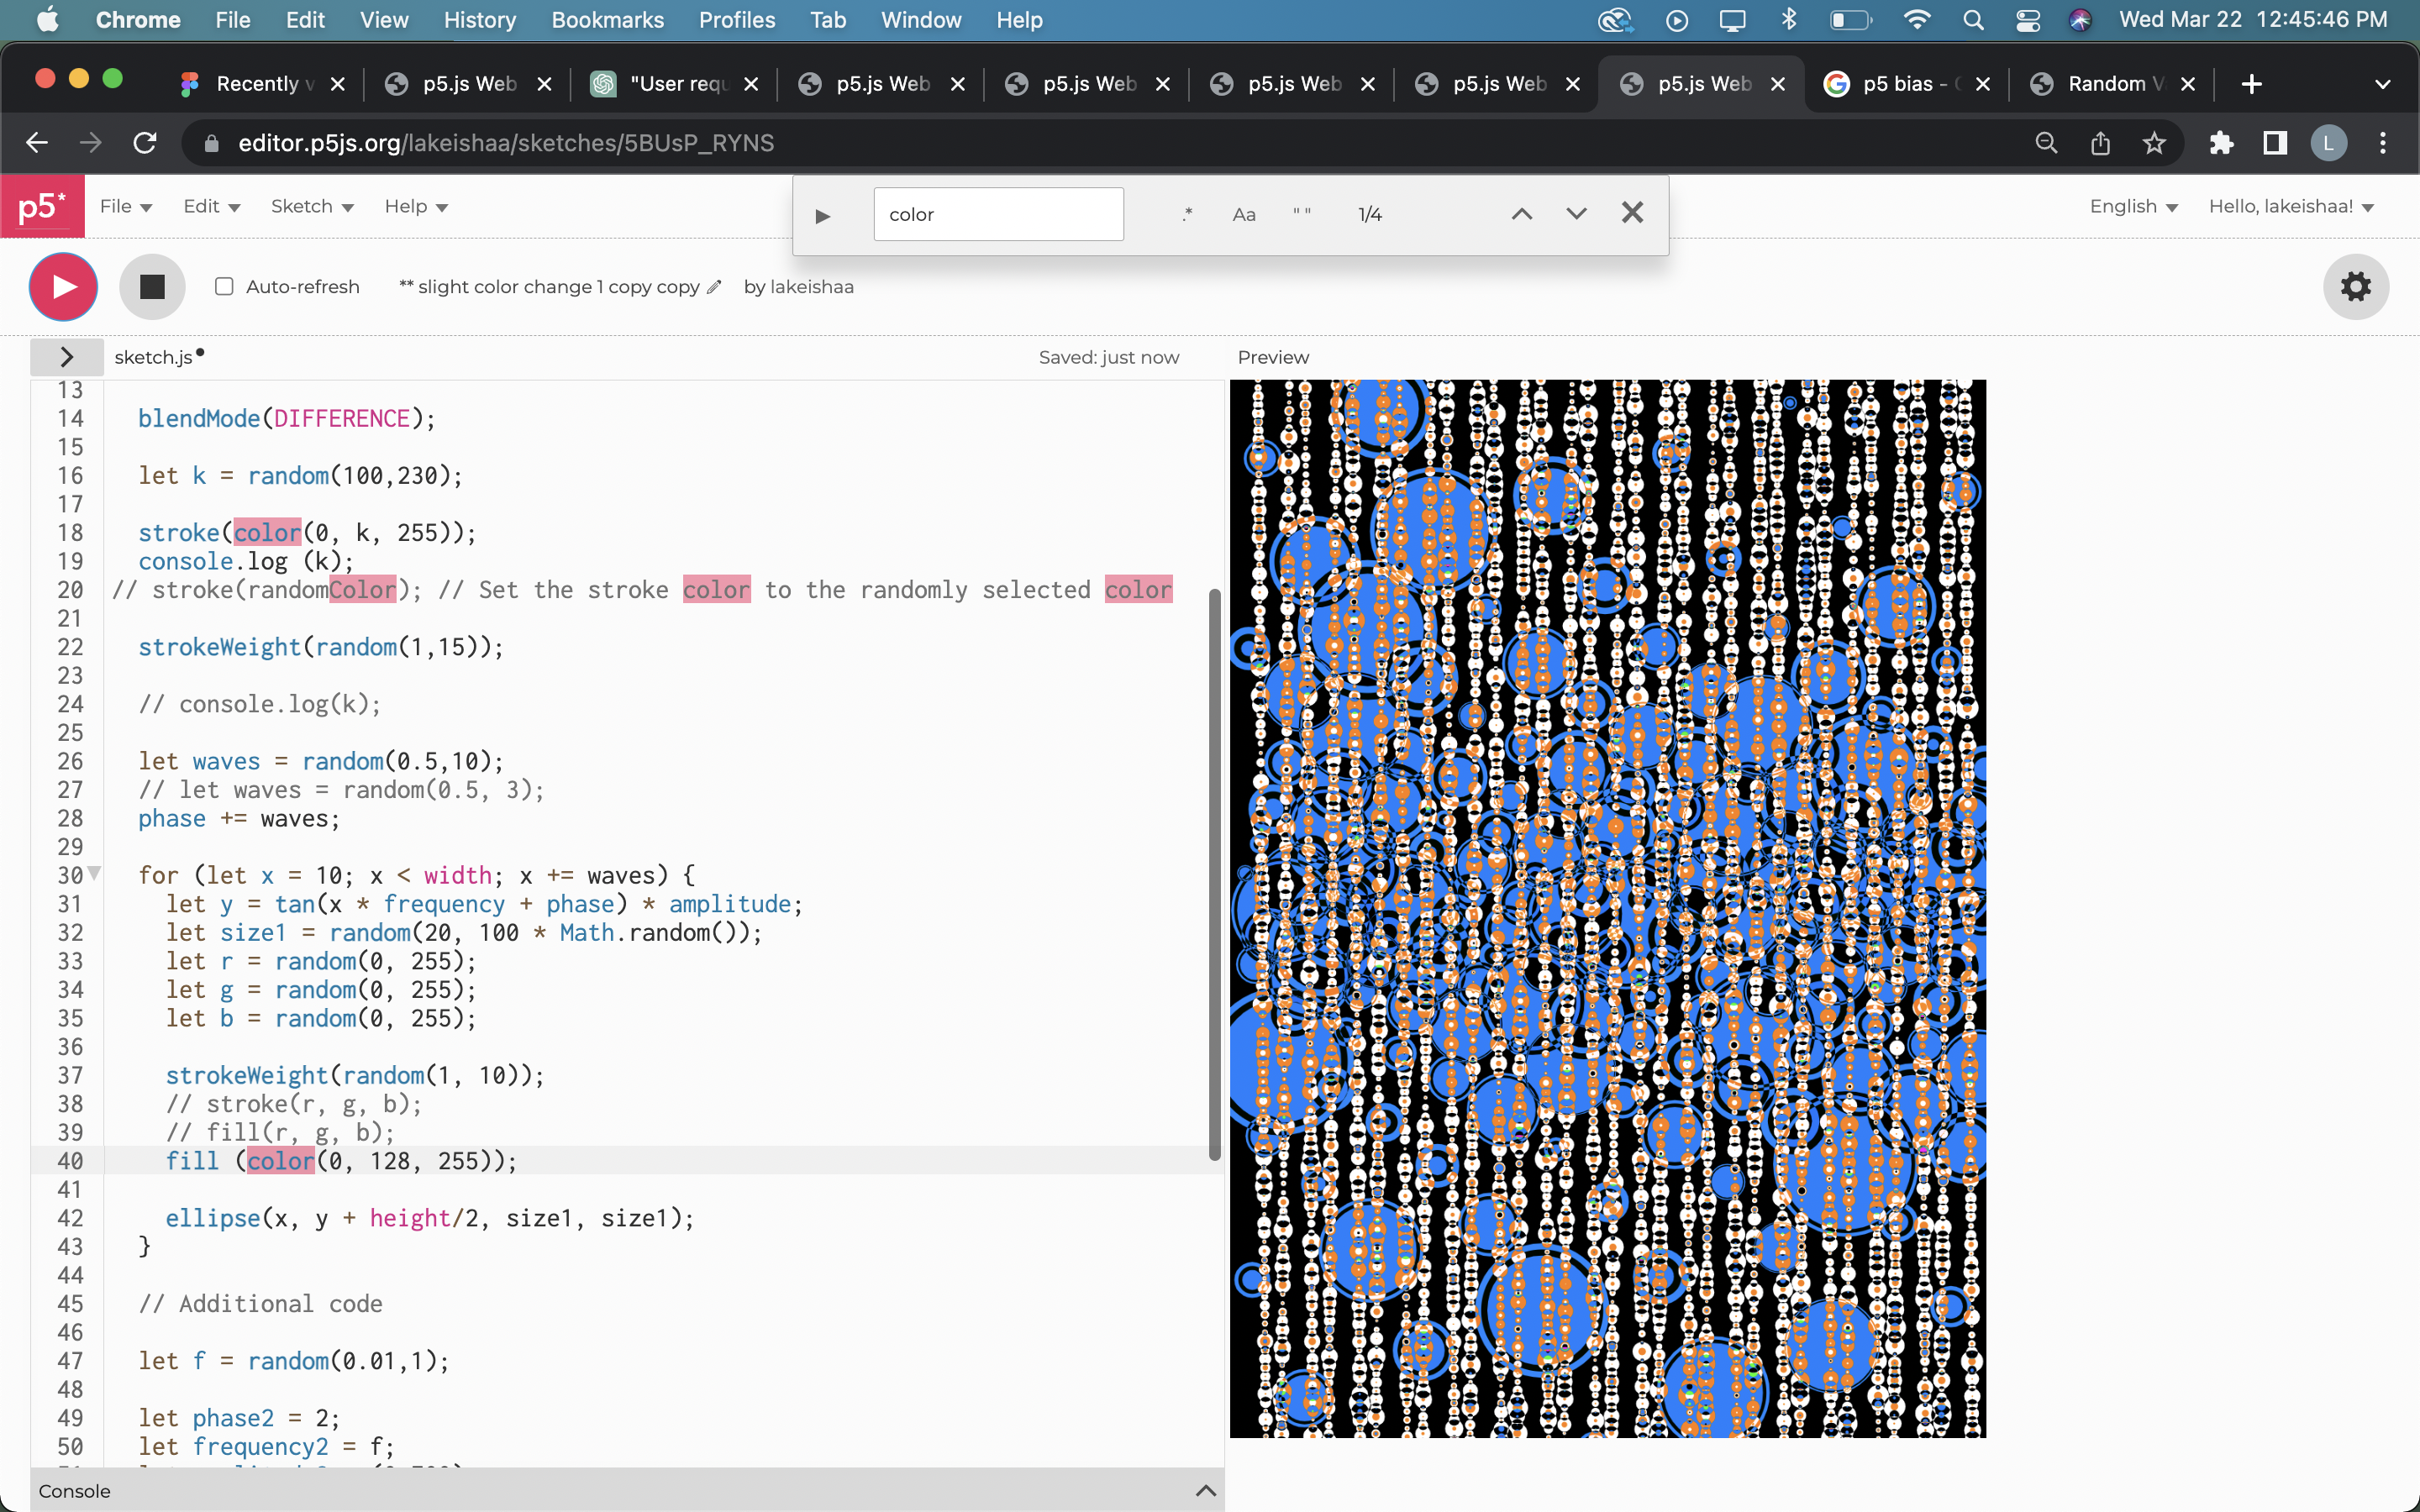 Chrome File Edit View History Bookmarks Profiles Tab Window Help Wed Mar 22 12:45:46 PM
Recently v p5.js Web "User requ p5.js Web p5.js Web p5.js Web p5.js Web p5.js Web p5 bias - Random V
editor.p5js.org/lakeishaa/sketches/5BUsP_RYNS L
p5* File Edit Sketch Help English Hello, lakeishaa!
color .* Aa " " 1/4
Auto-refresh ** slight color change 1 copy copy by lakeishaa
sketch.js Saved: just now Preview
13
14 blendMode(DIFFERENCE);
15
16 let k = random(100,230);
17
18 stroke(color(0, k, 255));
19 console.log (k);
20 // stroke(randomColor); // Set the stroke color to the randomly selected color
21
22 strokeWeight(random(1,15));
23
24 // console.log(k);
25
26 let waves = random(0.5,10);
27 // let waves = random(0.5, 3);
28 phase += waves;
29
30 for (let x = 10; x < width; x += waves) {
31 let y = tan(x * frequency + phase) * amplitude;
32 let size1 = random(20, 100 * Math.random());
33 let r = random(0, 255);
34 let g = random(0, 255);
35 let b = random(0, 255);
36
37 strokeWeight(random(1, 10));
38 // stroke(r, g, b);
39 // fill(r, g, b);
40 fill (color(0, 128, 255));
41
42 ellipse(x, y + height/2, size1, size1);
43 }
44
45 // Additional code
46
47 let f = random(0.01,1);
48
49 let phase2 = 2;
50 let frequency2 = f;
Console